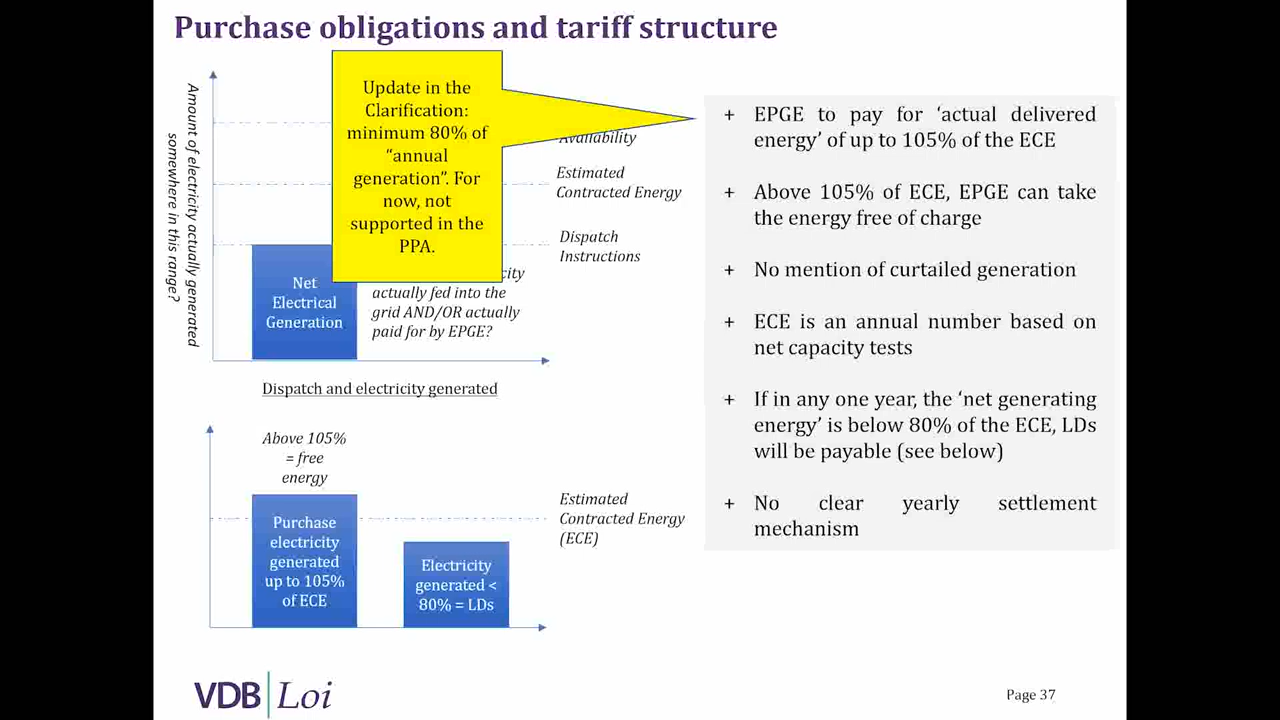 Purchase obligations and tariff structure
Amount of electricity actually generated
somewhere in this range?
Update in the
Clarification:
minimum 80% of
“annual
generation”. For
now, not
supported in the
PPA.
Availability
Estimated
Contracted Energy
Dispatch
Instructions
Net
Electrical
Generation
city
actually fed into the
grid AND/OR actually
paid for by EPGE?
Dispatch and electricity generated
Above 105%
= free
energy
Purchase
electricity
generated
up to 105%
of ECE
Electricity
generated <
80% = LDs
Estimated
Contracted Energy
(ECE)
+ EPGE to pay for ‘actual delivered
energy’ of up to 105% of the ECE
+ Above 105% of ECE, EPGE can take
the energy free of charge
+ No mention of curtailed generation
+ ECE is an annual number based on
net capacity tests
+ If in any one year, the ‘net generating
energy’ is below 80% of the ECE, LDs
will be payable (see below)
+ No clear yearly settlement
mechanism
VDB Loi
Page 37